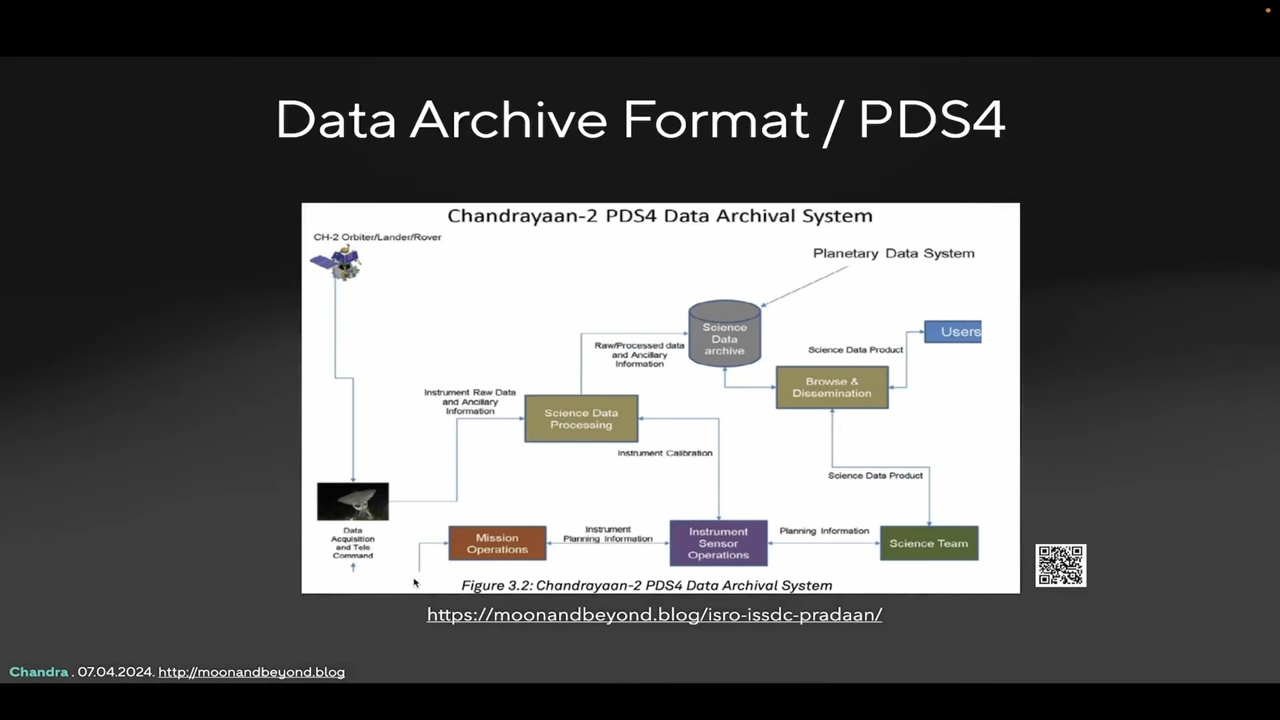 Data Archive Format / PDS4
Chandrayaan-2 PDS4 Data Archival System
CH-2 Orbiter/Lander/Rover
Planetary Data System
Science
Data
archive
Users
Science Data Product
Raw/Processed data
and Ancillary
Information
Browse &
Dissemination
Instrument Raw Data
and Ancillary
Information
Science Data
Processing
Instrument Calibration
Science Data Product
Data
Acquisition
and Tele
Command
Mission
Operations
Instrument
Planning Information
Instrument
Sensor
Operations
Planning Information
Science Team
Figure 3.2: Chandrayaan-2 PDS4 Data Archival System
https://moonandbeyond.blog/isro-issdc-pradaan/
Chandra . 07.04.2024. http://moonandbeyond.blog